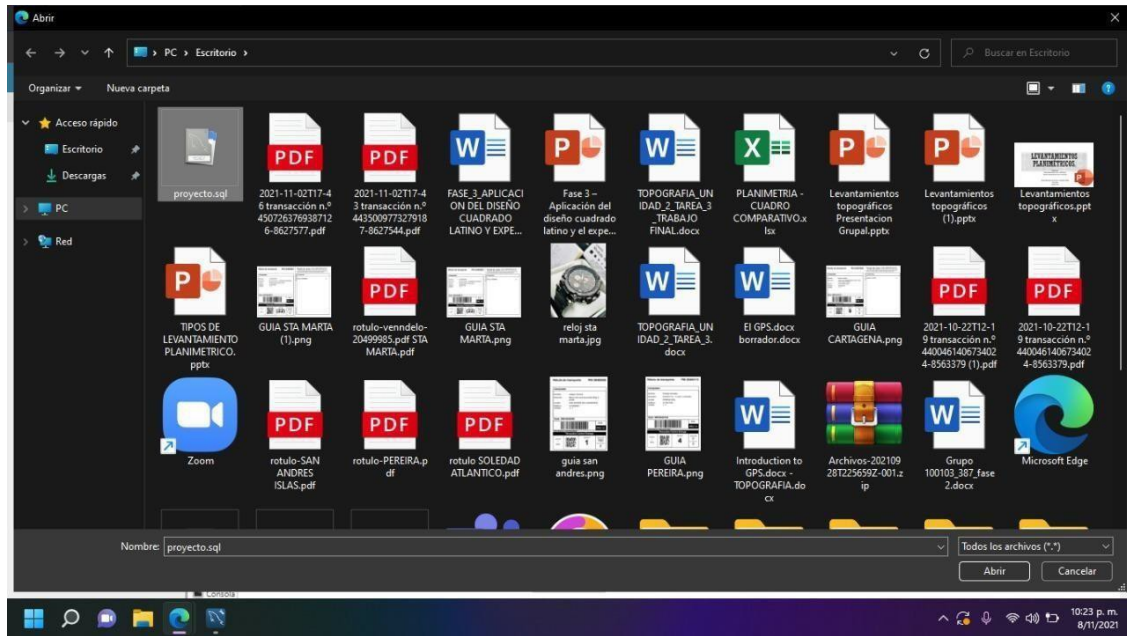 Abrir
PC > Escritorio >
Buscar en Escritorio
Organizar
Nueva carpeta
Acceso rápido
Escritorio
Descargas
PC
Red
proyecto.sql
2021-11-02T17-4
6 transacción n.º
450726376938712
6-8627577.pdf
2021-11-02T17-4
3 transacción n.º
443500977327918
7-8627544.pdf
FASE_3_APLICACI
ON DEL DISEÑO
CUADRADO
LATINO Y EXPE...
Fase 3 –
Aplicación del
diseño cuadrado
latino y el expe...
TOPOGRAFIA_UN
IDAD_2_TAREA_3
_TRABAJO
FINAL.docx
PLANIMETRIA -
CUADRO
COMPARATIVO.x
lsx
Levantamientos
topográficos
Presentacion
Grupal.pptx
Levantamientos
topográficos
(1).pptx
LEVANTAMIENTOS
PLANIMÉTRICOS.
Levantamientos
topográficos.ppt
x
TIPOS DE
LEVANTAMIENTO
PLANIMETRICO.
pptx
GUIA STA MARTA
(1).png
rotulo-venndelo-
20499985.pdf STA
MARTA.pdf
GUIA STA
MARTA.png
reloj sta
marta.jpg
TOPOGRAFIA_UN
IDAD_2_TAREA_3.
docx
El GPS.docx
borrador.docx
GUIA
CARTAGENA.png
2021-10-22T12-1
9 transacción n.º
440046140673402
4-8563379 (1).pdf
2021-10-22T12-1
9 transacción n.º
440046140673402
4-8563379.pdf
Zoom
rotulo-SAN
ANDRES
ISLAS.pdf
rotulo-PEREIRA.p
df
rotulo SOLEDAD
ATLANTICO.pdf
guia san
andres.png
GUIA
PEREIRA.png
Introduction to
GPS.docx -
TOPOGRAFIA.do
cx
Archivos-202109
28T225659Z-001.z
ip
Grupo
100103_387_fase
2.docx
Microsoft Edge
Nombre: proyecto.sql
Todos los archivos (*.*)
Abrir
Cancelar
Consola
10:23 p. m.
8/11/2021